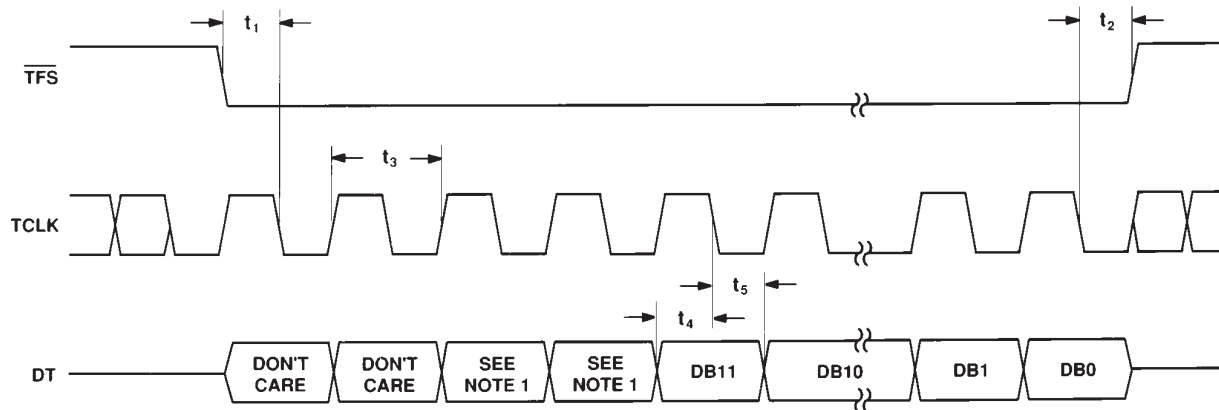 t₁
t₂
TFS
t₃
TCLK
t₅
t₄
DT
DON'T
CARE
DON'T
CARE
SEE
NOTE 1
SEE
NOTE 1
DB11
DB10
DB1
DB0